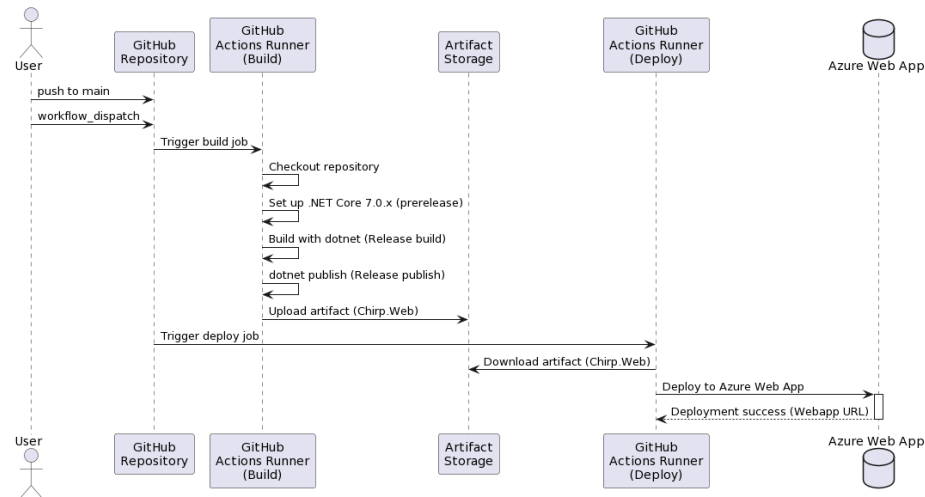 User
GitHub
Repository
GitHub
Actions Runner
(Build)
Artifact
Storage
GitHub
Actions Runner
(Deploy)
Azure Web App
push to main
workflow_dispatch
Trigger build job
Checkout repository
Set up .NET Core 7.0.x (prerelease)
Build with dotnet (Release build)
dotnet publish (Release publish)
Upload artifact (Chirp.Web)
Trigger deploy job
Download artifact (Chirp.Web)
Deploy to Azure Web App
Deployment success (Webapp URL)
User
GitHub
Repository
GitHub
Actions Runner
(Build)
Artifact
Storage
GitHub
Actions Runner
(Deploy)
Azure Web App